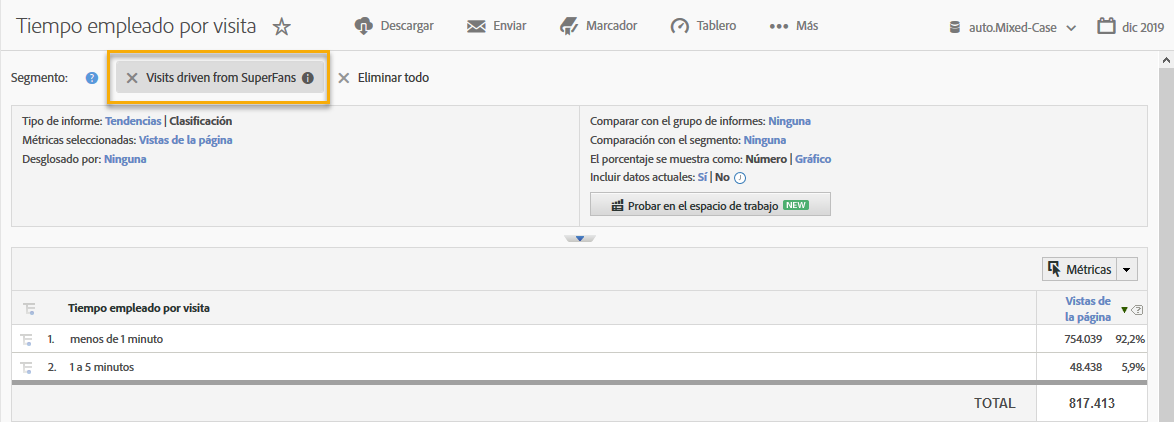 Tiempo empleado por visita
Descargar
Enviar
Marcador
Tablero
Más
auto.Mixed-Case
dic 2019
Segmento:
Visits driven from SuperFans
Eliminar todo
Tipo de informe: Tendencias | Clasificación
Métricas seleccionadas: Vistas de la página
Desglosado por: Ninguna
Comparar con el grupo de informes: Ninguna
Comparación con el segmento: Ninguna
El porcentaje se muestra como: Número | Gráfico
Incluir datos actuales: Sí | No
Probar en el espacio de trabajo NEW
Métricas
Tiempo empleado por visita
Vistas de
la página
1. menos de 1 minuto 754.039 92,2%
2. 1 a 5 minutos 48.438 5,9%
TOTAL 817.413